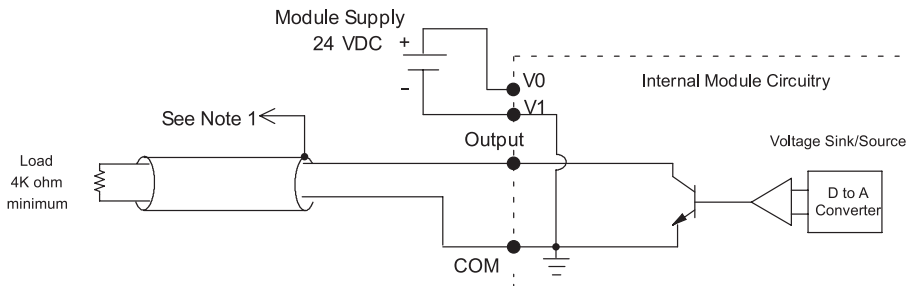 Module Supply
24 VDC
+
−
V0
V1
Internal Module Circuitry
See Note 1
Output
Voltage Sink/Source
Load
4K ohm
minimum
D to A
Converter
COM